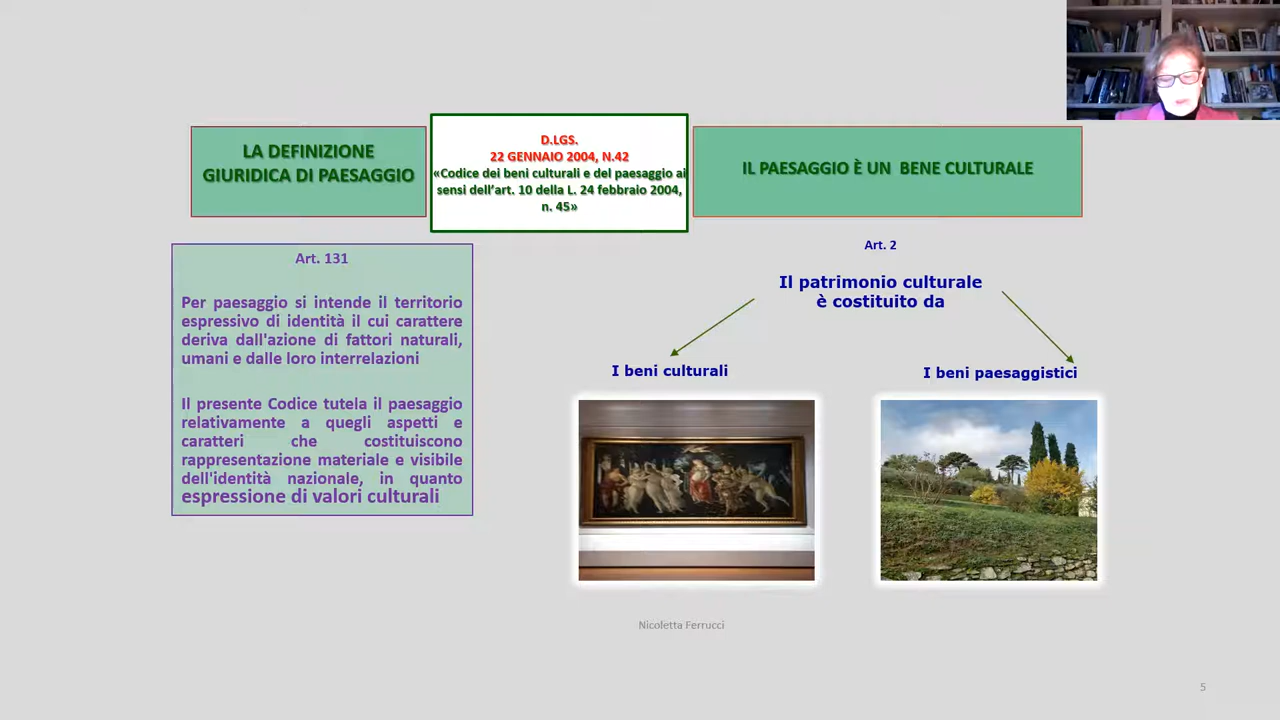 LA DEFINIZIONE
GIURIDICA DI PAESAGGIO
D.LGS.
22 GENNAIO 2004, N.42
«Codice dei beni culturali e del paesaggio ai
sensi dell'art. 10 della L. 24 febbraio 2004,
n. 45»
IL PAESAGGIO È UN BENE CULTURALE
Art. 131
Per paesaggio si intende il territorio
espressivo di identità il cui carattere
deriva dall'azione di fattori naturali,
umani e dalle loro interrelazioni
Il presente Codice tutela il paesaggio
relativamente a quegli aspetti e
caratteri che costituiscono
rappresentazione materiale e visibile
dell'identità nazionale, in quanto
espressione di valori culturali
Art. 2
Il patrimonio culturale
è costituito da
I beni culturali
I beni paesaggistici
Nicoletta Ferrucci
5